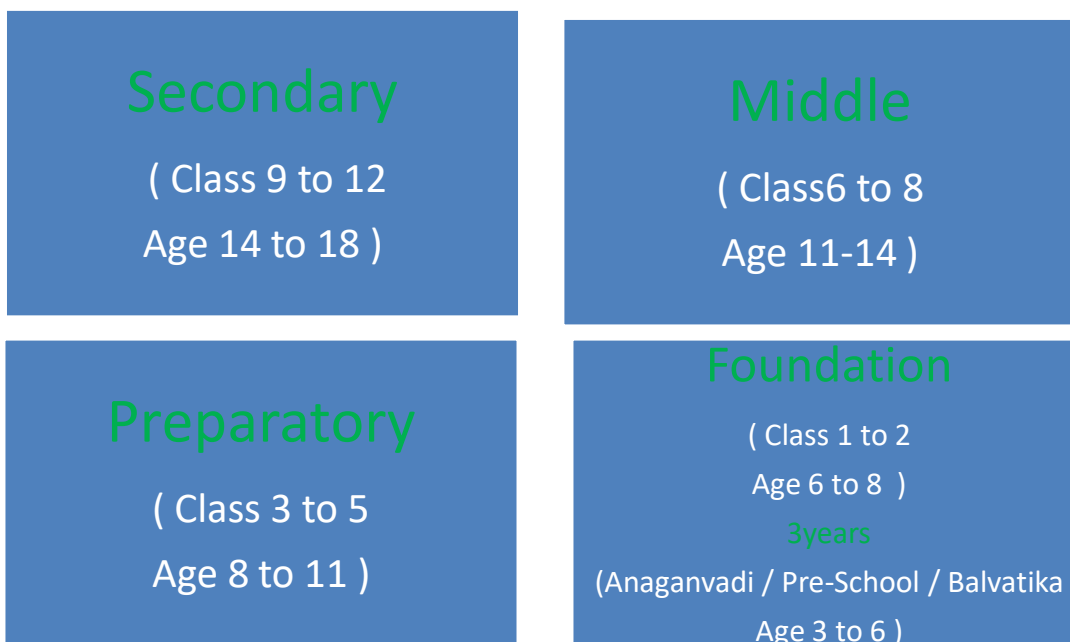 Secondary
( Class 9 to 12
Age 14 to 18 )
Middle
( Class6 to 8
Age 11-14 )
Preparatory
( Class 3 to 5
Age 8 to 11 )
Foundation
( Class 1 to 2
Age 6 to 8 )
3years
(Anaganvadi / Pre-School / Balvatika
Age 3 to 6 )